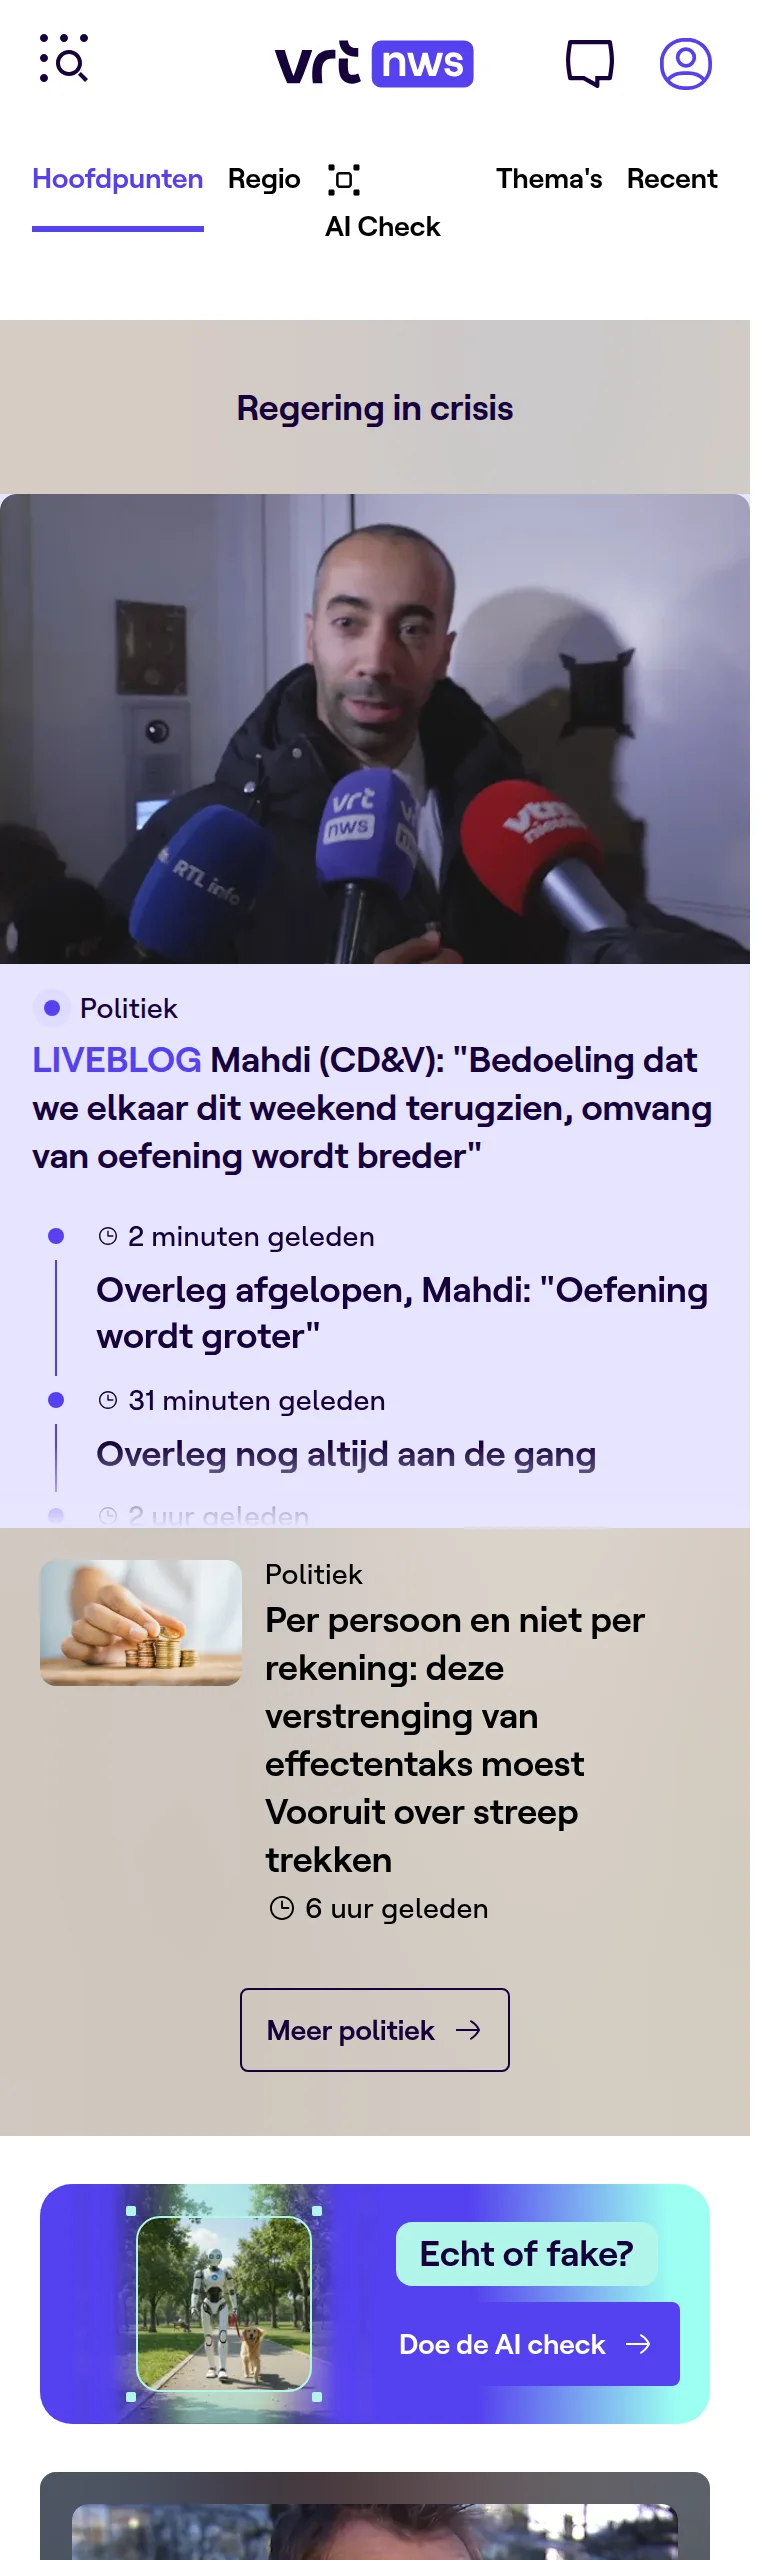 vrt nws
Hoofdpunten Regio AI Check Thema's Recent
Regering in crisis
RTL info
vrt
nws
vtm
nieuws
Politiek
LIVEBLOG Mahdi (CD&V): "Bedoeling dat
we elkaar dit weekend terugzien, omvang
van oefening wordt breder"
2 minuten geleden
Overleg afgelopen, Mahdi: "Oefening
wordt groter"
31 minuten geleden
Overleg nog altijd aan de gang
2 uur geleden
Politiek
Per persoon en niet per
rekening: deze
verstrenging van
effectentaks moest
Vooruit over streep
trekken
6 uur geleden
Meer politiek
Echt of fake?
Doe de AI check